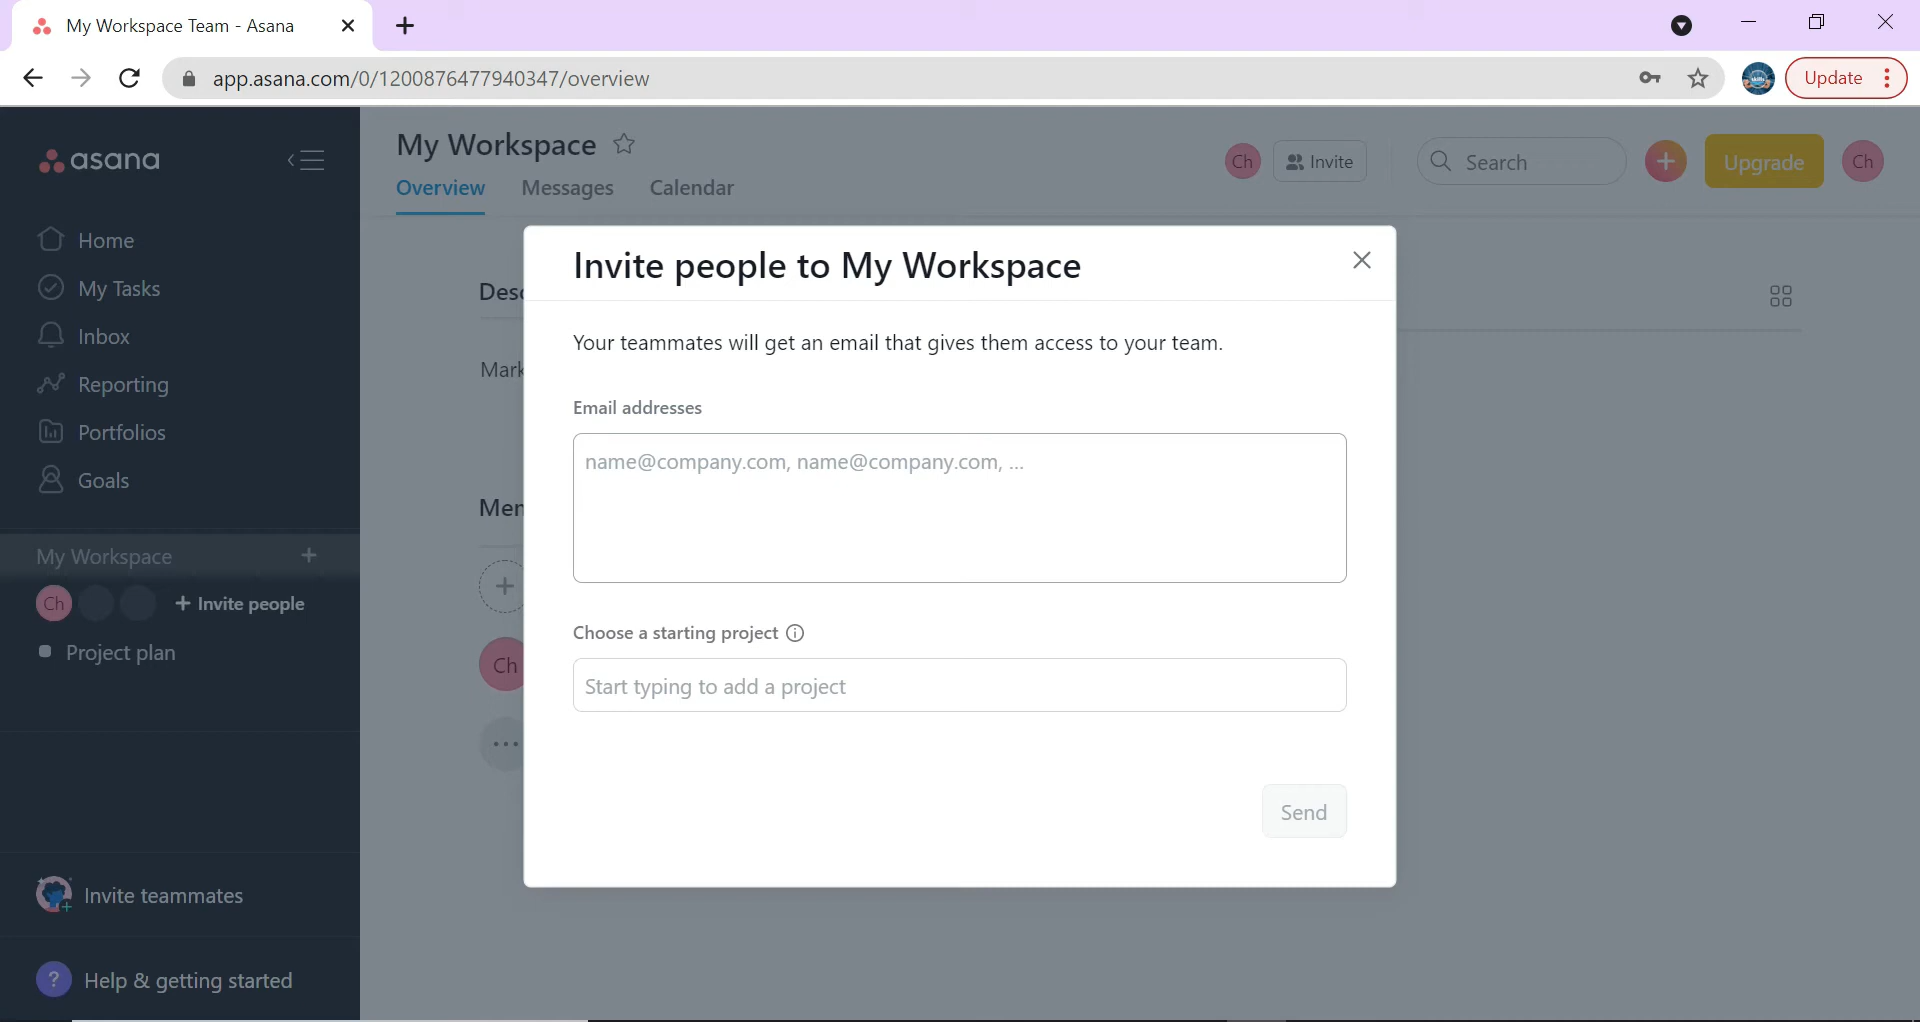 My Workspace Team - Asana
app.asana.com/0/1200876477940347/overview
Update
asana
My Workspace
Overview Messages Calendar
Ch Invite
Search
Upgrade
Ch
Home
My Tasks
Inbox
Reporting
Portfolios
Goals
My Workspace
Ch + Invite people
Project plan
Invite teammates
? Help & getting started
Desc
Mark
Mem
Ch
Invite people to My Workspace
Your teammates will get an email that gives them access to your team.
Email addresses
name@company.com, name@company.com, ...
Choose a starting project
Start typing to add a project
Send